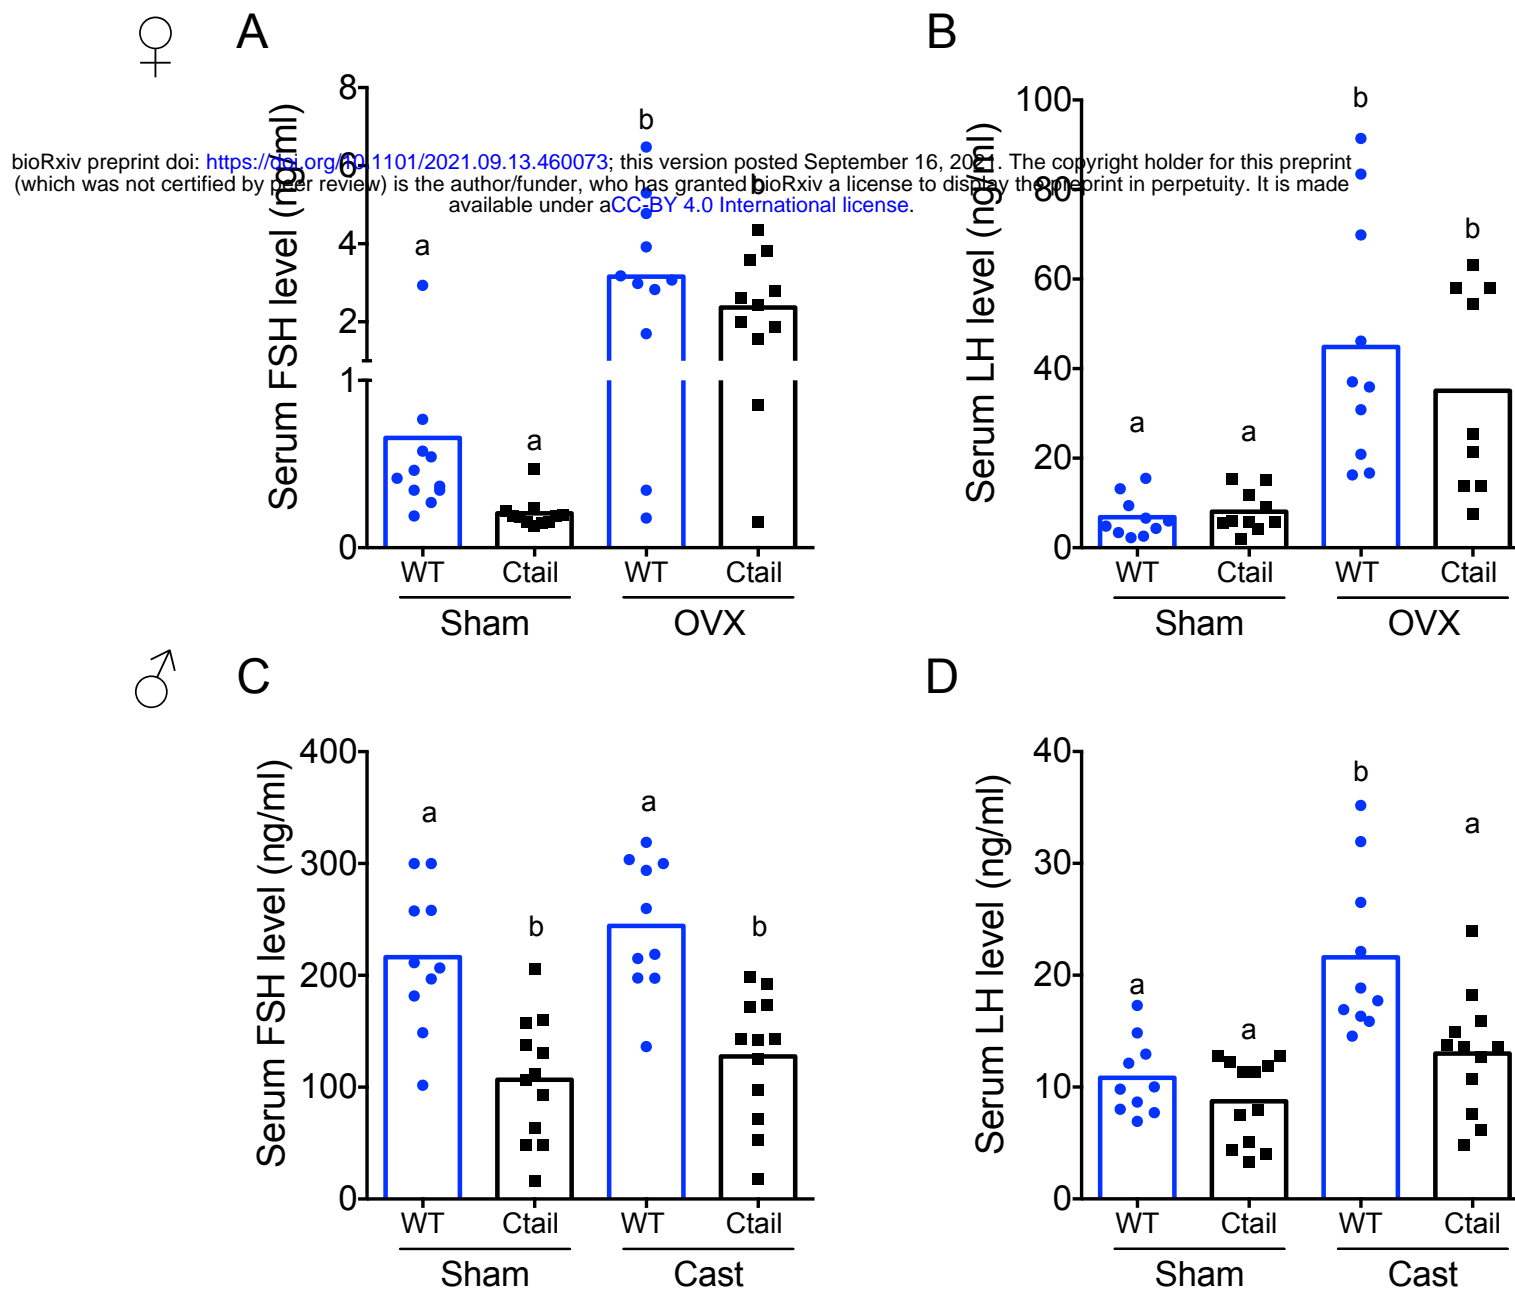 ♀ A B
8 100
b b
Serum FSH level (ng/ml) Serum LH level (ng/ml)
bioRxiv preprint doi: https://doi.org/10.1101/2021.09.13.460073; this version posted September 16, 2021. The copyright holder for this preprint
(which was not certified by peer review) is the author/funder, who has granted bioRxiv a license to display the preprint in perpetuity. It is made
available under aCC-BY 4.0 International license.
6 b 80
a 4 b
60
2
40
1
a a a
20
0 0
WT Ctail WT Ctail WT Ctail WT Ctail
Sham OVX Sham OVX
♂ C D
400 40
b
a a a
Serum FSH level (ng/ml) Serum LH level (ng/ml)
300 30
b b
200 20
a
a
100 10
0 0
WT Ctail WT Ctail WT Ctail WT Ctail
Sham Cast Sham Cast